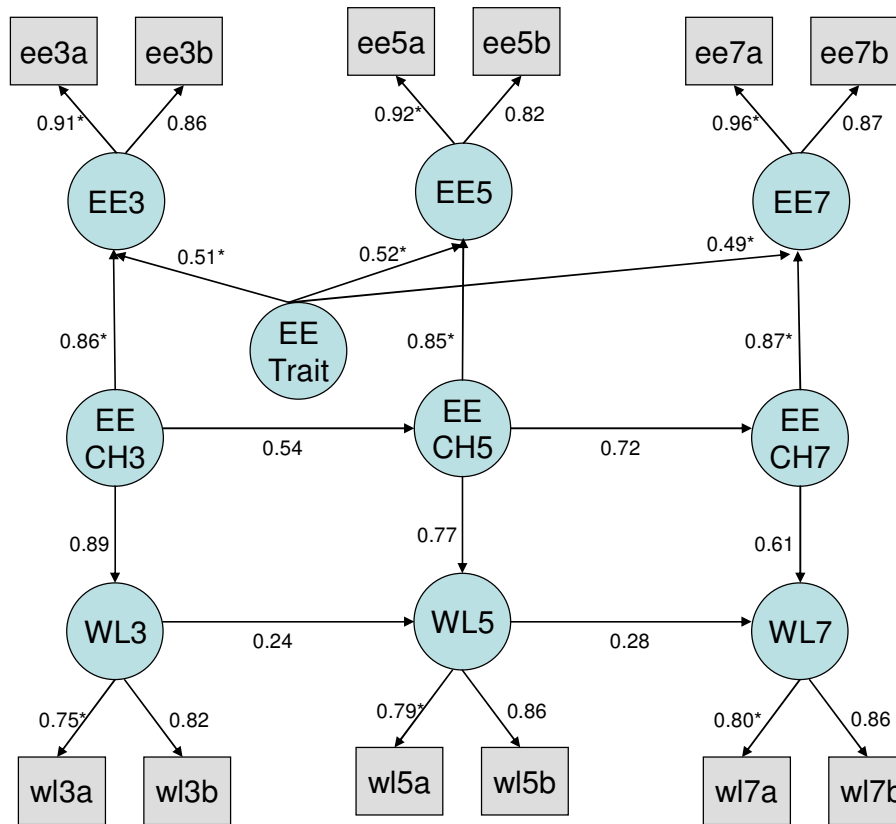 ee3a
ee3b
ee5a
ee5b
ee7a
ee7b
0.91*
0.86
0.92*
0.82
0.96*
0.87
EE3
EE5
EE7
0.51*
0.52*
0.49*
EE
Trait
0.86*
0.85*
0.87*
EE
CH3
EE
CH5
EE
CH7
0.54
0.72
0.89
0.77
0.61
WL3
WL5
WL7
0.24
0.28
0.75*
0.82
0.79*
0.86
0.80*
0.86
wl3a
wl3b
wl5a
wl5b
wl7a
wl7b